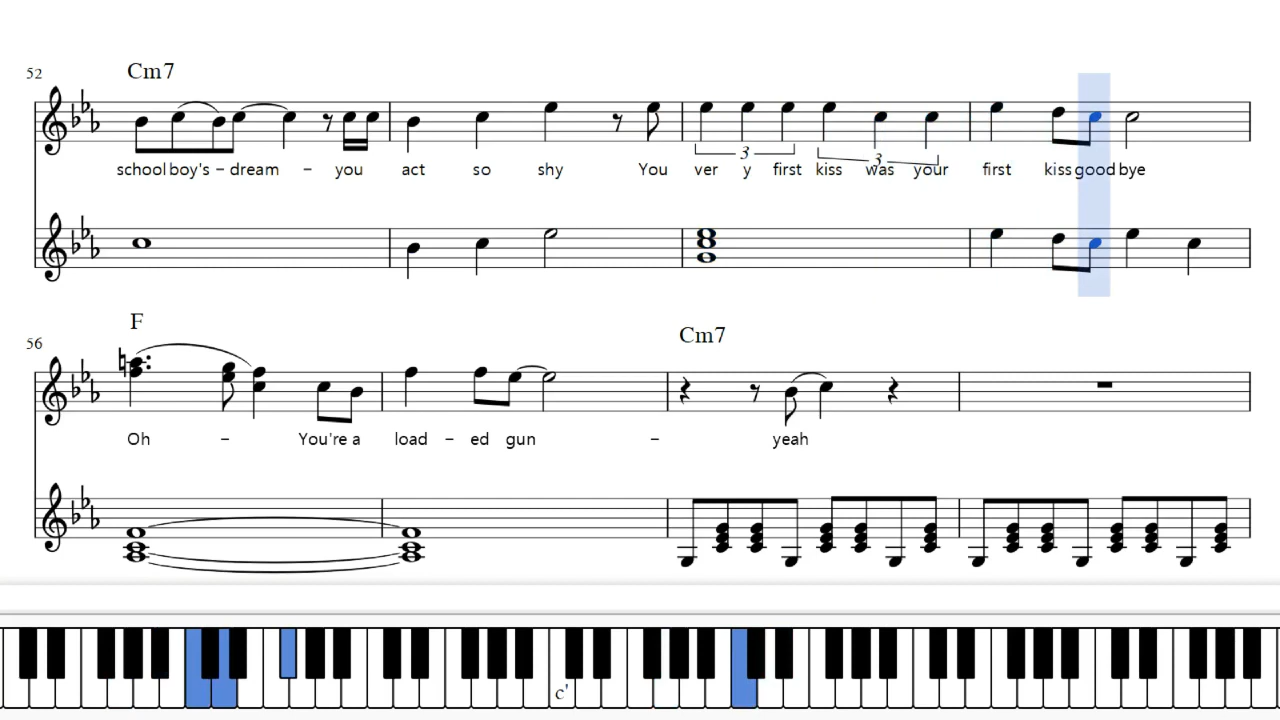 Cm7
52
school boy's – dream – you act so shy You ver y first kiss was your first kiss good bye
3 3
F
Cm7
56
Oh – You're a load – ed gun – yeah
c'